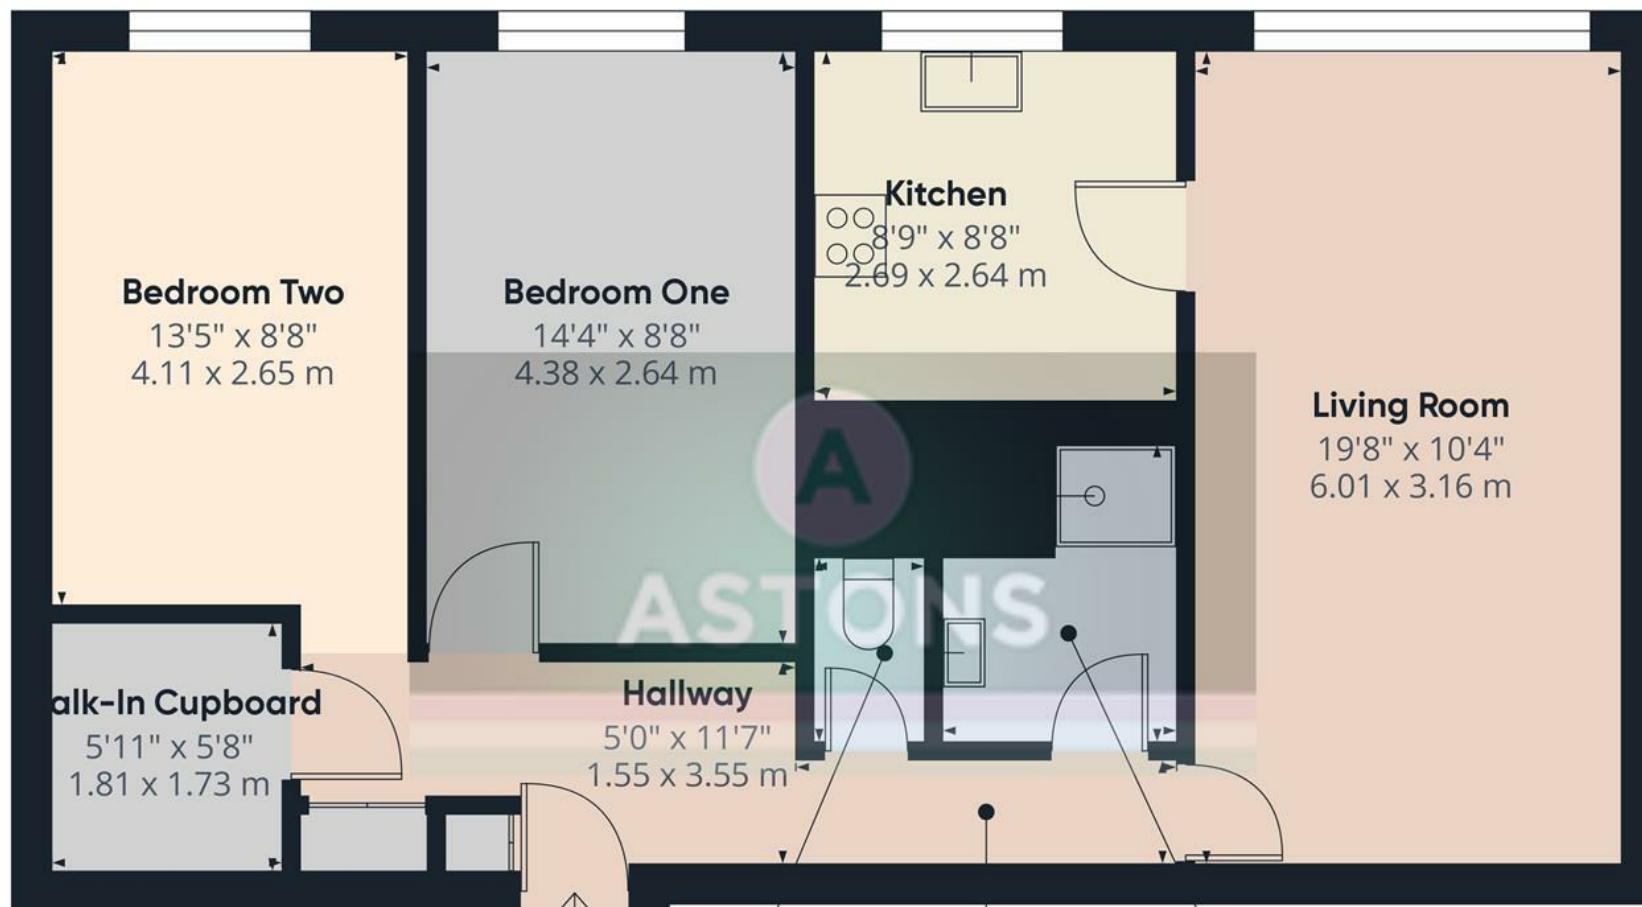 Bedroom Two
13'5" x 8'8"
4.11 x 2.65 m
Bedroom One
14'4" x 8'8"
4.38 x 2.64 m
Kitchen
8'9" x 8'8"
2.69 x 2.64 m
Living Room
19'8" x 10'4"
6.01 x 3.16 m
A
ASTONS
alk-In Cupboard
5'11" x 5'8"
1.81 x 1.73 m
Hallway
5'0" x 11'7"
1.55 x 3.55 m